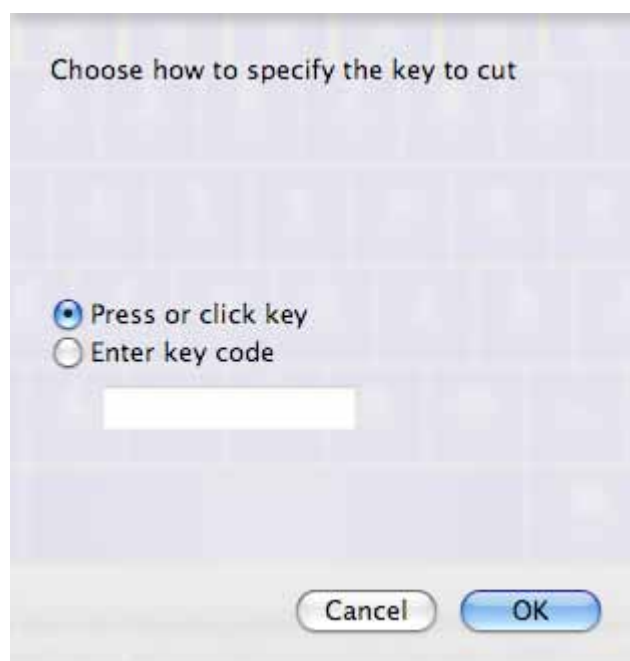 Choose how to specify the key to cut
Press or click key
Enter key code
Cancel OK